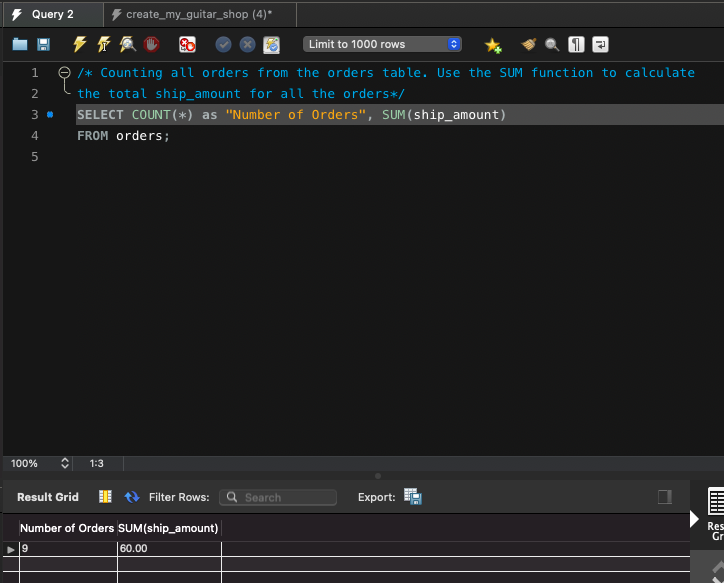 Query 2
create_my_guitar_shop (4)*
Limit to 1000 rows
1 /* Counting all orders from the orders table. Use the SUM function to calculate
2 the total ship_amount for all the orders*/
3 SELECT COUNT(*) as "Number of Orders", SUM(ship_amount)
4 FROM orders;
5
100% 1:3
Result Grid Filter Rows: Search Export:
Number of Orders SUM(ship_amount)
9 60.00
Res
Gr